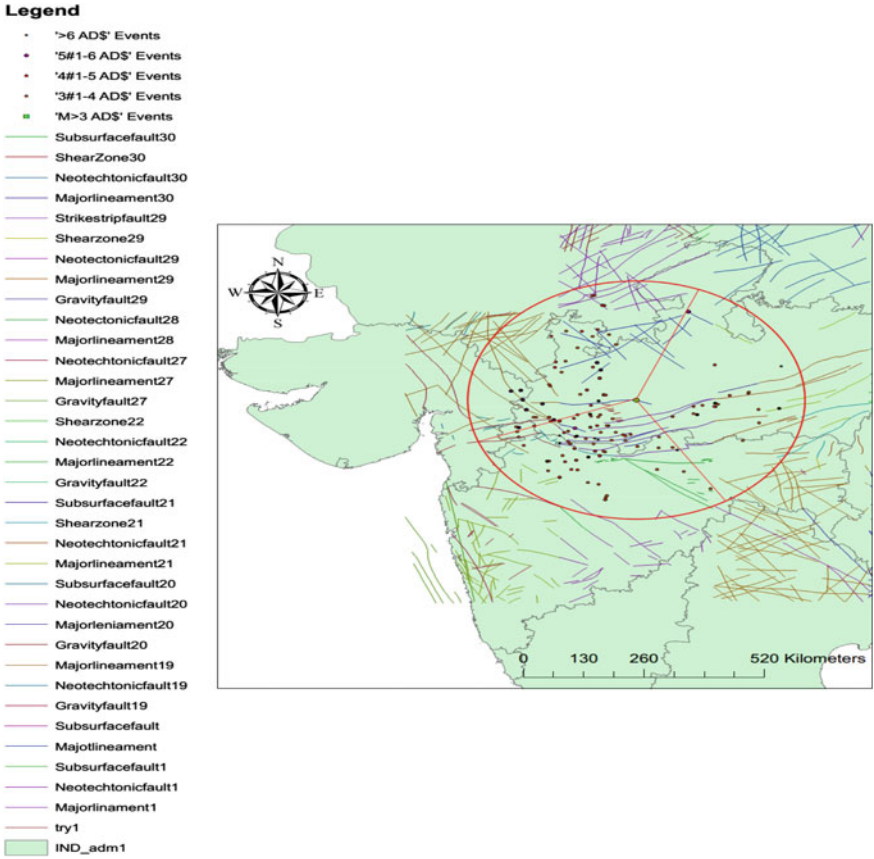 Legend
'>6 AD$' Events
'5#1-6 AD$' Events
'4#1-5 AD$' Events
'3#1-4 AD$' Events
'M>3 AD$' Events
Subsurfacefault30
ShearZone30
Neotechtonicfault30
Majorlineament30
Strikestripfault29
Shearzone29
Neotectonicfault29
Majorlineament29
Gravityfault29
Neotectonicfault28
Majorlineament28
Neotechtonicfault27
Majorlineament27
Gravityfault27
Shearzone22
Neotechtonicfault22
Majorlineament22
Gravityfault22
Subsurfacefault21
Shearzone21
Neotechtonicfault21
Majorlineament21
Subsurfacefault20
Neotechtonicfault20
Majorleniament20
Gravityfault20
Majorlineament19
Neotechtonicfault19
Gravityfault19
Subsurfacefault
Majotlineament
Subsurfacefault1
Neotechtonicfault1
Majorlinament1
try1
IND_adm1
N
W E
S
0 130 260 520 Kilometers